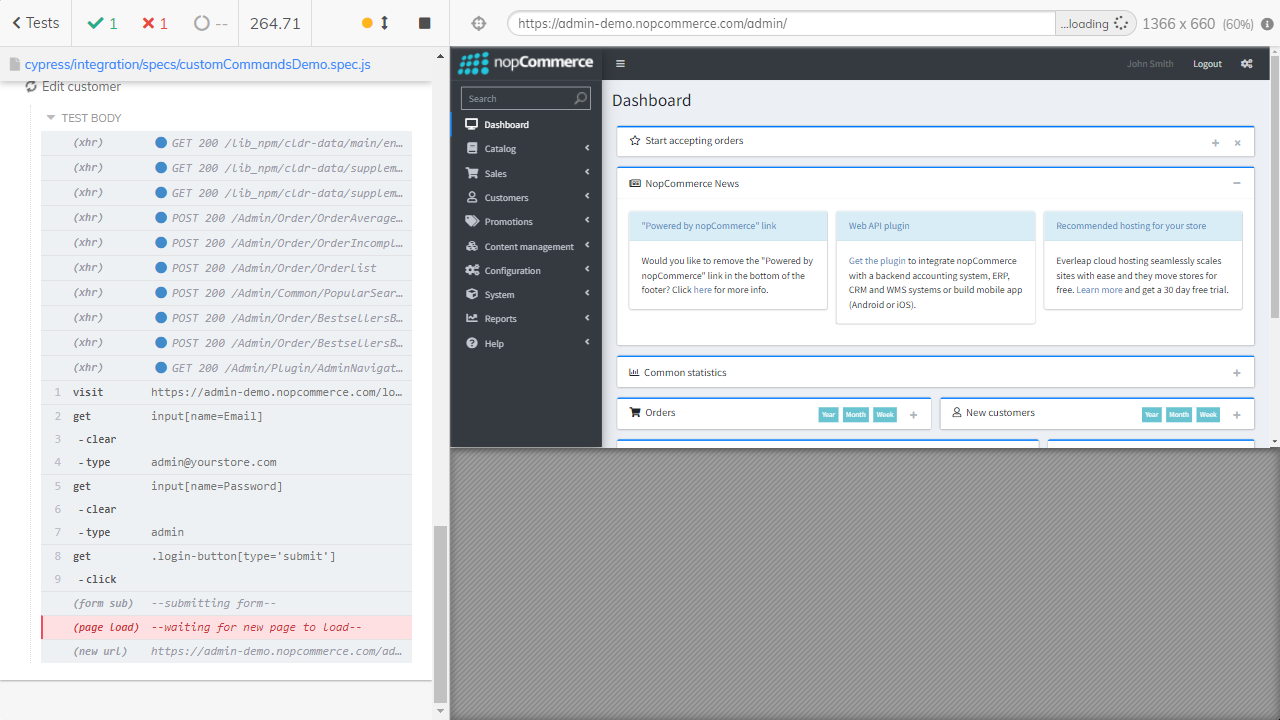 Tests
1
1
--
264.71
https://admin-demo.nopcommerce.com/admin/
...loading
1366 x 660 (60%)
cypress/integration/specs/customCommandsDemo.spec.js
Edit customer
TEST BODY
(xhr) GET 200 /lib_npm/cldr-data/main/en…
(xhr) GET 200 /lib_npm/cldr-data/supplem…
(xhr) GET 200 /lib_npm/cldr-data/supplem…
(xhr) POST 200 /Admin/Order/OrderAverage…
(xhr) POST 200 /Admin/Order/OrderIncompl…
(xhr) POST 200 /Admin/Order/OrderList
(xhr) POST 200 /Admin/Common/PopularSear…
(xhr) POST 200 /Admin/Order/BestsellersB…
(xhr) POST 200 /Admin/Order/BestsellersB…
(xhr) GET 200 /Admin/Plugin/AdminNavigat…
1 visit https://admin-demo.nopcommerce.com/lo…
2 get input[name=Email]
3 -clear
4 -type admin@yourstore.com
5 get input[name=Password]
6 -clear
7 -type admin
8 get .login-button[type='submit']
9 -click
(form sub) --submitting form--
(page load) --waiting for new page to load--
(new url) https://admin-demo.nopcommerce.com/ad…
nopCommerce
John Smith
Logout
Search
Dashboard
Catalog
Sales
Customers
Promotions
Content management
Configuration
System
Reports
Help
Dashboard
Start accepting orders
NopCommerce News
"Powered by nopCommerce" link
Would you like to remove the "Powered by
nopCommerce" link in the bottom of the
footer? Click here for more info.
Web API plugin
Get the plugin to integrate nopCommerce
with a backend accounting system, ERP,
CRM and WMS systems or build mobile app
(Android or iOS).
Recommended hosting for your store
Everleap cloud hosting seamlessly scales
sites with ease and they move stores for
free. Learn more and get a 30 day free trial.
Common statistics
Orders
Year Month Week
New customers
Year Month Week